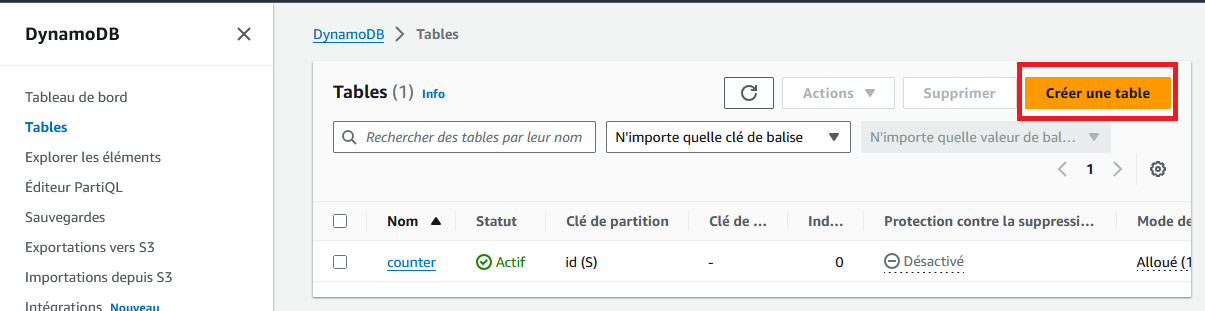 DynamoDB
Tableau de bord
Tables
Explorer les éléments
Éditeur PartiQL
Sauvegardes
Exportations vers S3
Importations depuis S3
Intégrations Nouveau
DynamoDB > Tables
Tables (1) Info
Actions
Supprimer
Créer une table
Rechercher des tables par leur nom
N'importe quelle clé de balise
N'importe quelle valeur de bal...
1
Nom Statut Clé de partition Clé de ... Ind... Protection contre la suppressi... Mode de
counter Actif id (S) - 0 Désactivé Alloué (1